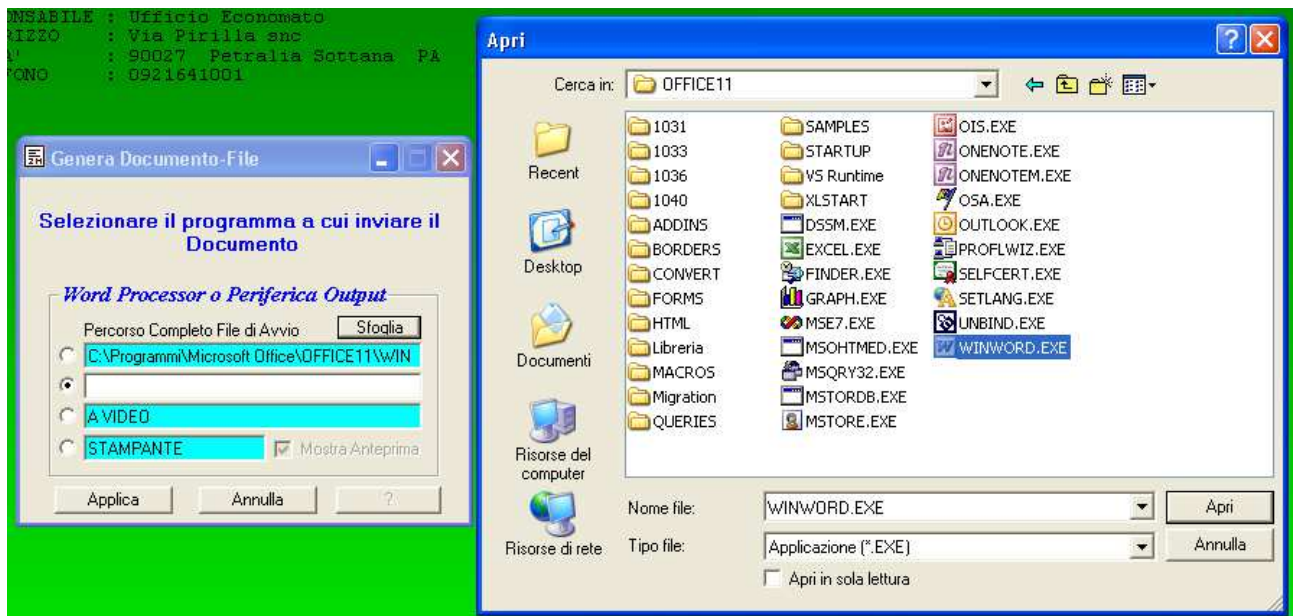 ONSABILE : Ufficio Economato
RIZZO : Via Pirilla snc
A' : 90027 Petralia Sottana PA
FONO : 0921641001
Genera Documento-File
Selezionare il programma a cui inviare il
Documento
Word Processor o Periferica Output
Percorso Completo File di Avvio Sfoglia
C:\Programmi\Microsoft Office\OFFICE11\WIN
A VIDEO
STAMPANTE Mostra Anteprima
Applica Annulla ?
Apri
Cerca in: OFFICE11
Recent
Desktop
Documenti
Risorse del
computer
Risorse di rete
1031
1033
1036
1040
ADDINS
BORDERS
CONVERT
FORMS
HTML
Libreria
MACROS
Migration
QUERIES
SAMPLES
STARTUP
VS Runtime
XLSTART
DSSM.EXE
EXCEL.EXE
FINDER.EXE
GRAPH.EXE
MSE7.EXE
MSOHTMED.EXE
MSQRY32.EXE
MSTORDB.EXE
MSTORE.EXE
OIS.EXE
ONENOTE.EXE
ONENOTEM.EXE
OSA.EXE
OUTLOOK.EXE
PROFLWIZ.EXE
SELFCERT.EXE
SETLANG.EXE
UNBIND.EXE
WINWORD.EXE
Nome file: WINWORD.EXE Apri
Tipo file: Applicazione (*.EXE) Annulla
Apri in sola lettura